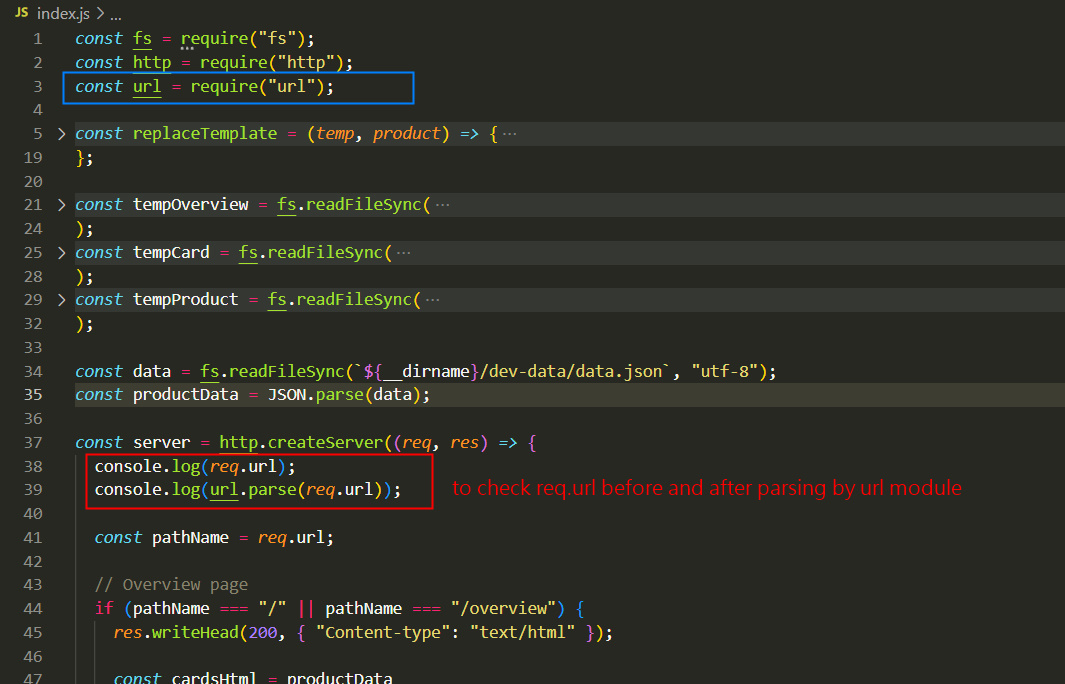 JS index.js > ...
1 const fs = require("fs");
2 const http = require("http");
3 const url = require("url");
4
5 > const replaceTemplate = (temp, product) => { ...
19 };
20
21 > const tempOverview = fs.readFileSync( ...
24 );
25 > const tempCard = fs.readFileSync( ...
28 );
29 > const tempProduct = fs.readFileSync( ...
32 );
33
34 const data = fs.readFileSync(`${__dirname}/dev-data/data.json`, "utf-8");
35 const productData = JSON.parse(data);
36
37 const server = http.createServer((req, res) => {
38 console.log(req.url);
39 console.log(url.parse(req.url)); to check req.url before and after parsing by url module
40
41 const pathName = req.url;
42
43 // Overview page
44 if (pathName === "/" || pathName === "/overview") {
45 res.writeHead(200, { "Content-type": "text/html" });
46
47 const cardsHtml = productData